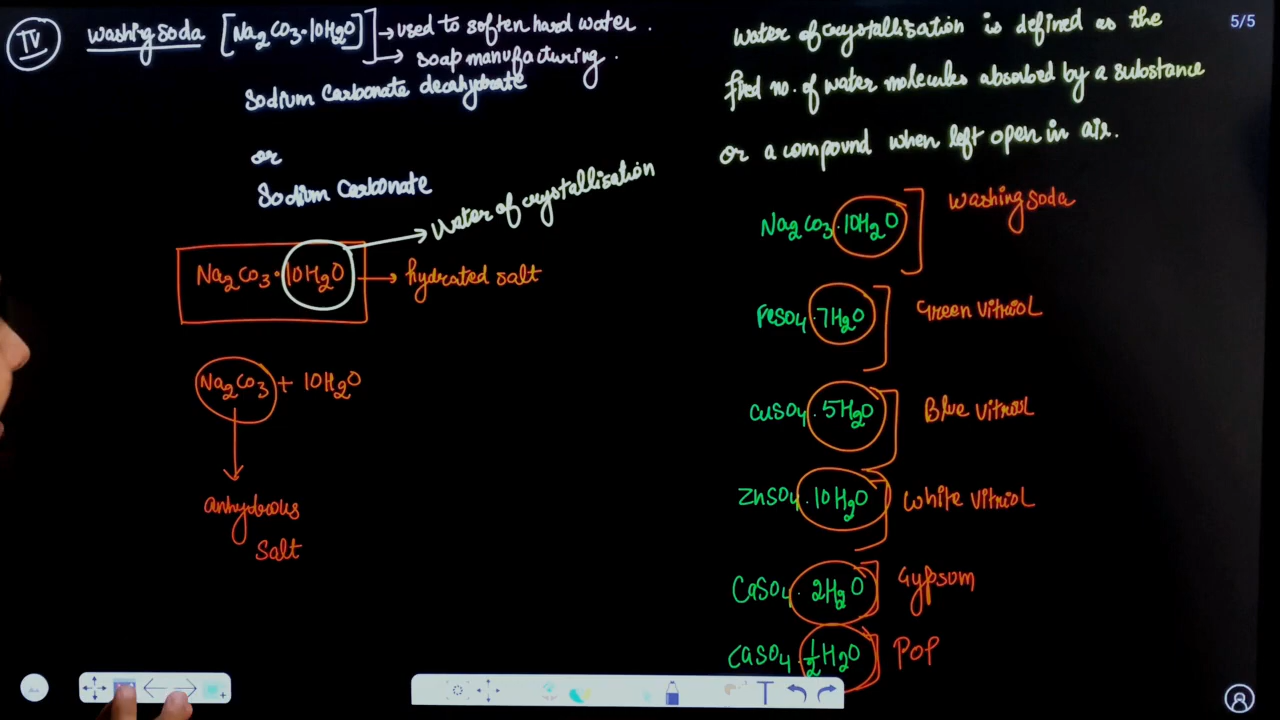 IV washing soda [Na2CO3·10H2O] → used to soften hard water.
→ soap manufacturing.
Sodium Carbonate decahydrate
or
Sodium Carbonate
Water of crystallisation
Na2CO3·10H2O → hydrated salt
Na2CO3 + 10H2O
anhydrous
Salt
5/5
Water of crystallisation is defined as the
fixed no. of water molecules absorbed by a substance
or a compound when left open in air.
Na2CO3·10H2O Washing soda
FeSO4·7H2O Green Vitriol
CuSO4·5H2O Blue Vitriol
ZnSO4·10H2O White Vitriol
CaSO4·2H2O Gypsum
CaSO4·1/2H2O POP
T